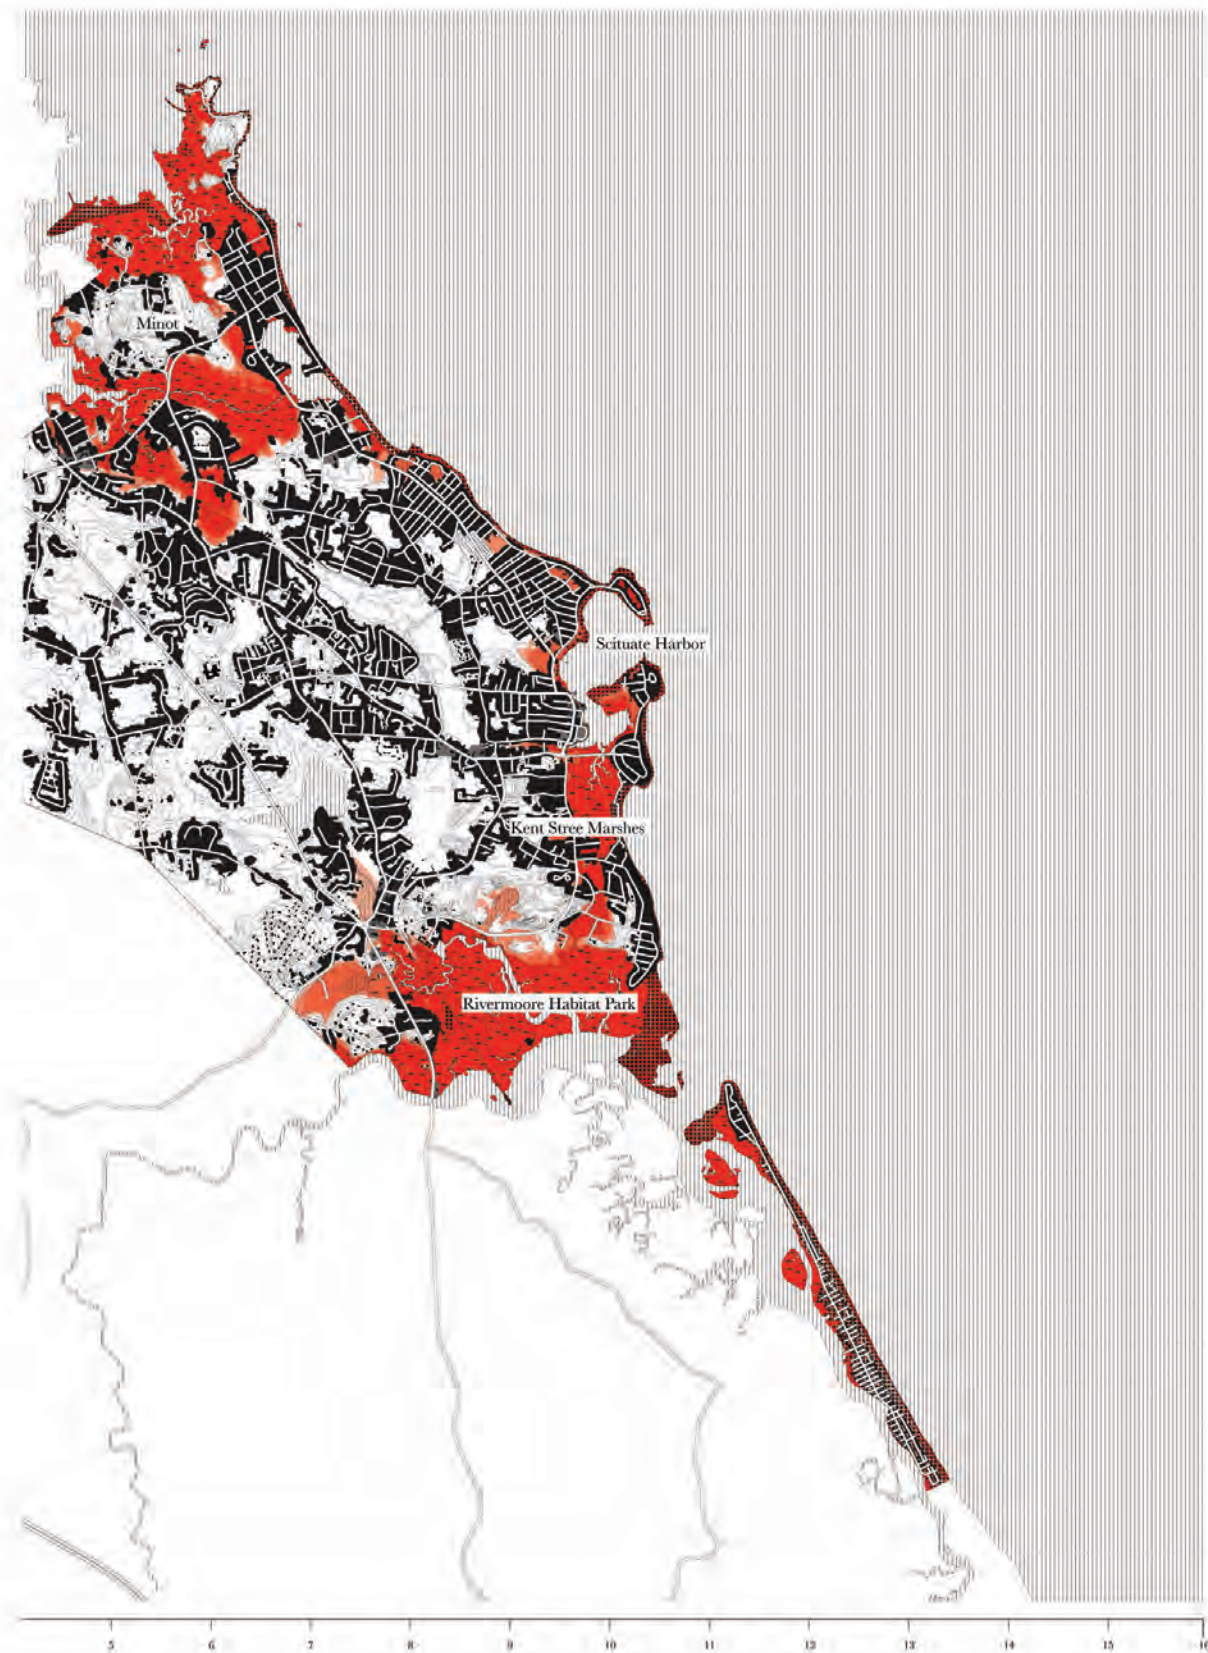 Minot
Scituate Harbor
Kent Stree Marshes
Rivermoore Habitat Park
5 6 7 8 9 10 11 12 13 14 15 16